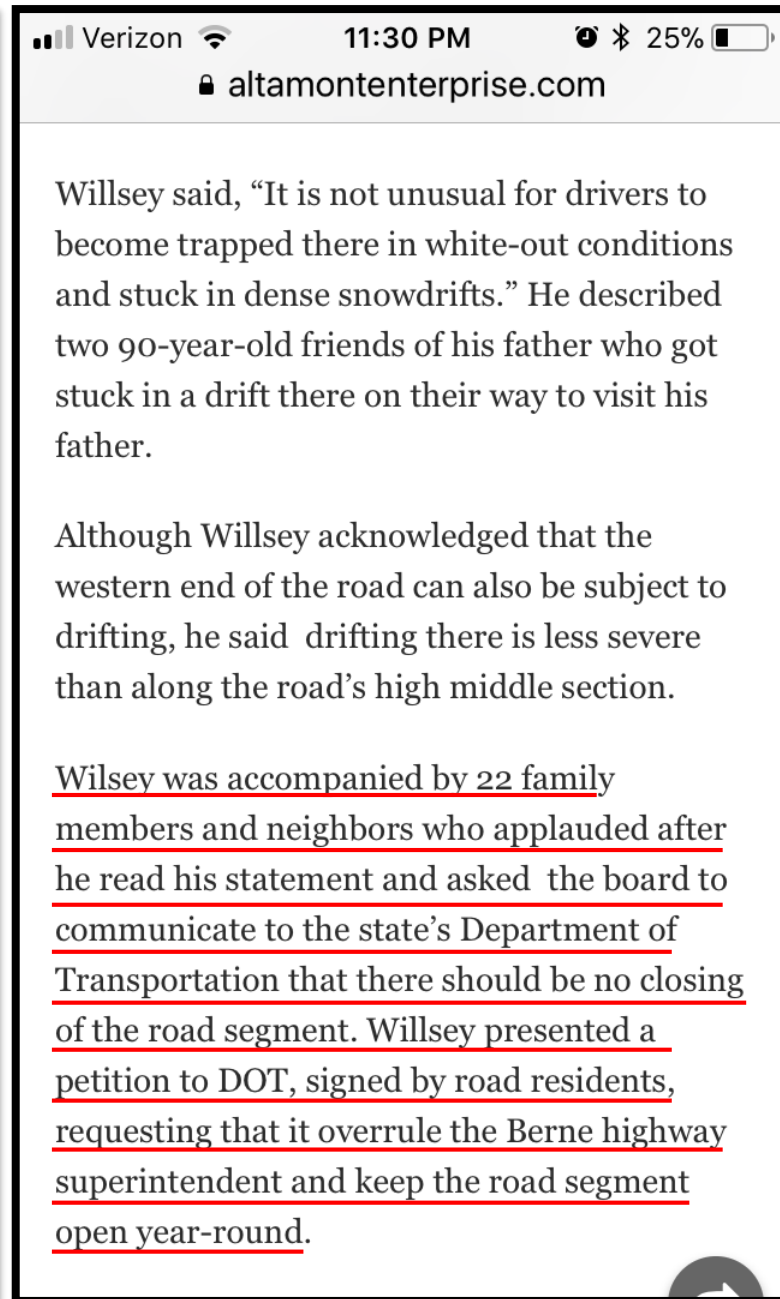 Verizon 11:30 PM 25%
altamontenterprise.com
Willsey said, “It is not unusual for drivers to
become trapped there in white-out conditions
and stuck in dense snowdrifts.” He described
two 90-year-old friends of his father who got
stuck in a drift there on their way to visit his
father.
Although Willsey acknowledged that the
western end of the road can also be subject to
drifting, he said  drifting there is less severe
than along the road’s high middle section.
Wilsey was accompanied by 22 family
members and neighbors who applauded after
he read his statement and asked  the board to
communicate to the state’s Department of
Transportation that there should be no closing
of the road segment. Willsey presented a
petition to DOT, signed by road residents,
requesting that it overrule the Berne highway
superintendent and keep the road segment
open year-round.